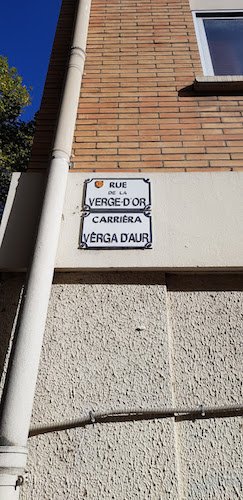 RUE
DE LA
VERGE-D'OR
CARRIÈRA
VÈRGA D'AUR